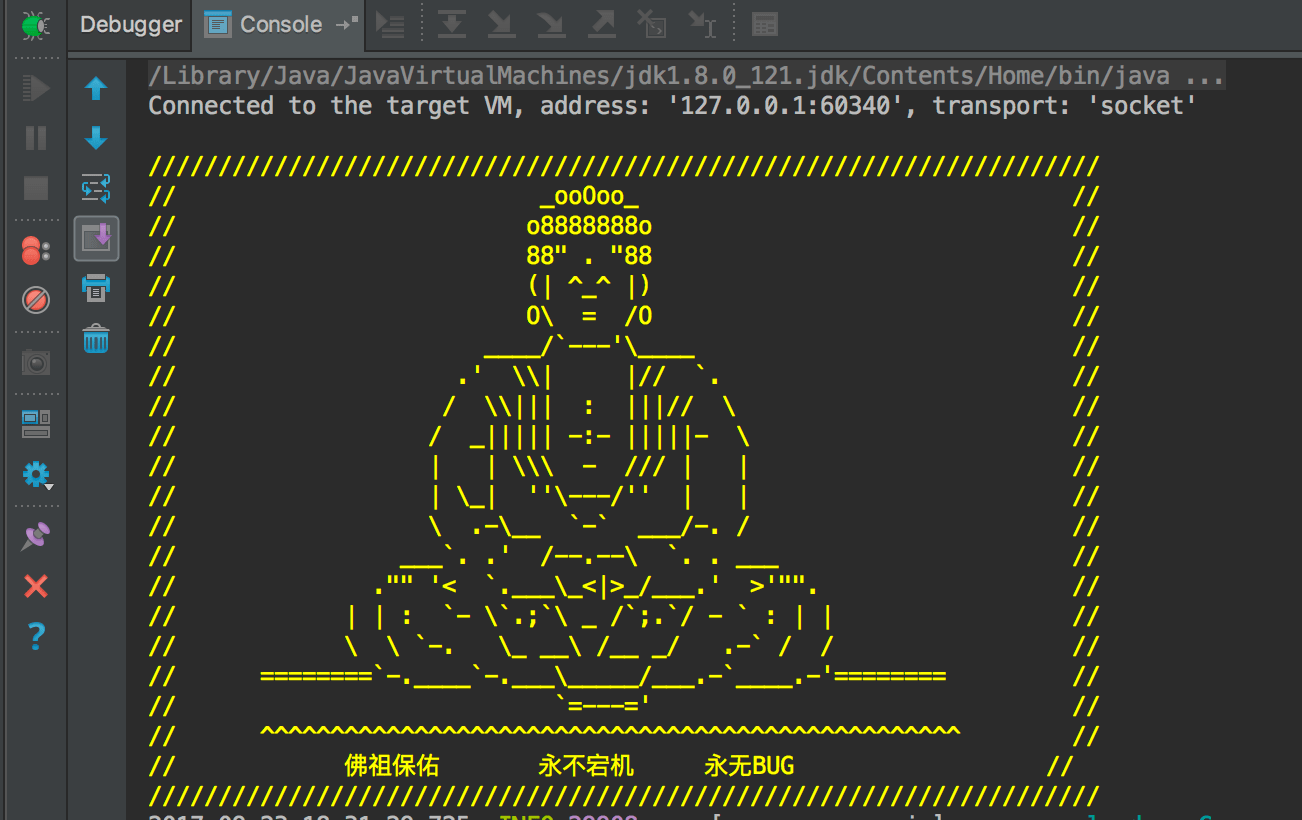 Debugger Console
/Library/Java/JavaVirtualMachines/jdk1.8.0_121.jdk/Contents/Home/bin/java ...
Connected to the target VM, address: '127.0.0.1:60340', transport: 'socket'
////////////////////////////////////////////////////////////////////
//                          _ooOoo_                               //
//                         o8888888o                              //
//                         88" . "88                              //
//                         (| ^_^ |)                              //
//                         O\  =  /O                              //
//                      ____/`---'\____                           //
//                    .'  \\|     |//  `.                         //
//                   /  \\|||  :  |||//  \                        //
//                  /  _||||| -:- |||||-  \                       //
//                  |   | \\\  -  /// |   |                       //
//                  | \_|  ''\---/''  |   |                       //
//                  \  .-\__  `-`  ___/-. /                       //
//                ___`. .'  /--.--\  `. . ___                     //
//              ."" '<  `.___\_<|>_/___.'  >'"".                  //
//            | | :  `- \`.;`\ _ /`;.`/ - ` : | |                 //
//            \  \ `-.   \_ __\ /__ _/   .-` /  /                 //
//      ========`-.____`-.___\_____/___.-`____.-'========         //
//                           `=---='                              //
//      ^^^^^^^^^^^^^^^^^^^^^^^^^^^^^^^^^^^^^^^^^^^^^^^^^^        //
//            佛祖保佑       永不宕机     永无BUG                  //
////////////////////////////////////////////////////////////////////